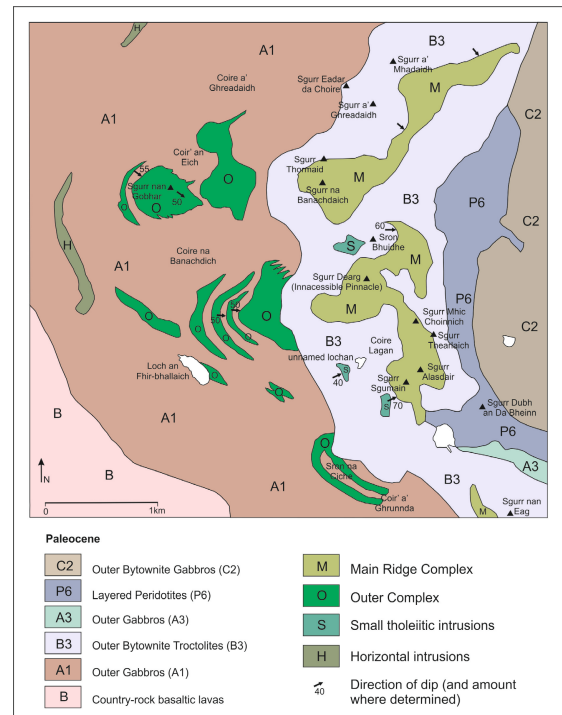 H
A1
Coire a'
Ghreadaidh
B3
Sgurr a'
Mhadaidh
Sgurr Eadar
da Choire
M
C2
Sgurr a'
Ghreadaidh
A1
Coir' an
Eich
O
Sgurr
Thormaid
M
55
Sgurr nan
Gobhar
50
O
O
Sgurr na
Banachdaich
B3
P6
C2
H
Coire na
Banachdich
60
Sron
Bhuidhe
S
M
A1
Sgurr Dearg
(Innacessible Pinnacle)
O
O
50
50
O
O
O
M
Sgurr Mhic
Choinnich
P6
C2
B3
Sgurr
Thearlaich
Coire
Lagan
unnamed lochan
Loch an
Fhir-bhallaich
O
S
40
Sgurr
Alasdair
Sgurr
Sgumain
B
A1
O
S
70
Sgurr Dubh
an Da Bheinn
P6
O
Sron na
Ciche
A3
B
A1
Coir' a'
Ghrunnda
B3
N
M
Sgurr nan
Eag
0
1km
Paleocene
C2 Outer Bytownite Gabbros (C2)
P6 Layered Peridotites (P6)
A3 Outer Gabbros (A3)
B3 Outer Bytownite Troctolites (B3)
A1 Outer Gabbros (A1)
B Country-rock basaltic lavas
M Main Ridge Complex
O Outer Complex
S Small tholeiitic intrusions
H Horizontal intrusions
40 Direction of dip (and amount
where determined)